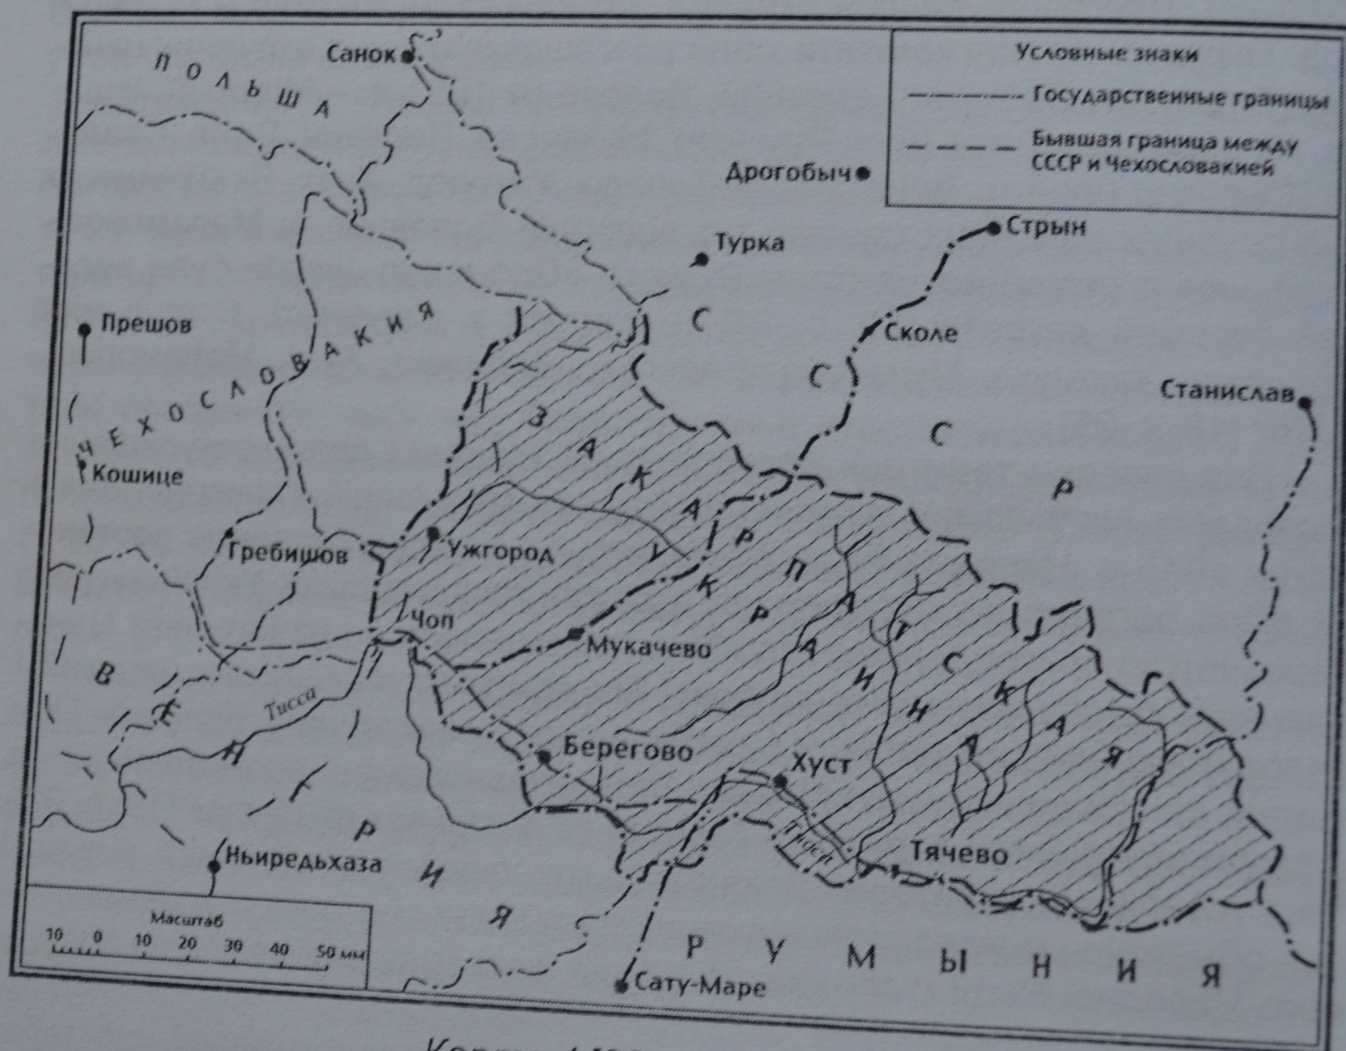 Санок
ПОЛЬША
Условные знаки
Государственные границы
Бывшая граница между
СССР и Чехословакией
Дрогобыч
Стрын
Турка
СССР
Сколе
Прешов
ЧЕХОСЛОВАКИЯ
Станислав
Кошице
ЗАКАРПАТСКАЯ
УКРАИНА
Гребишов
Ужгород
Чоп
Мукачево
ВЕНГРИЯ
Тисса
Берегово
Хуст
Тячево
Ньиредьхаза
Масштаб
10 0 10 20 30 40 50 мм
РУМЫНИЯ
Сату-Маре